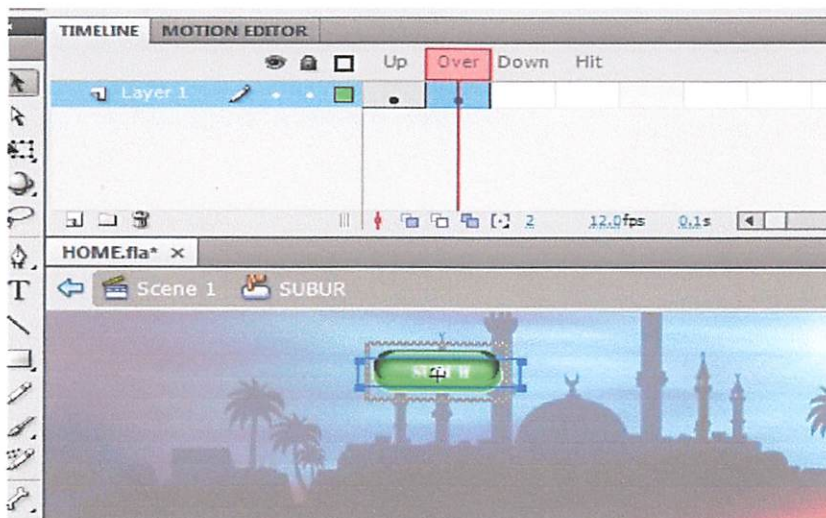 TIMELINE MOTION EDITOR
Up Over Down Hit
Layer 1
2 12.0fps 0.1s
HOME.fla* ×
Scene 1 SUBUR
T
SUBUR